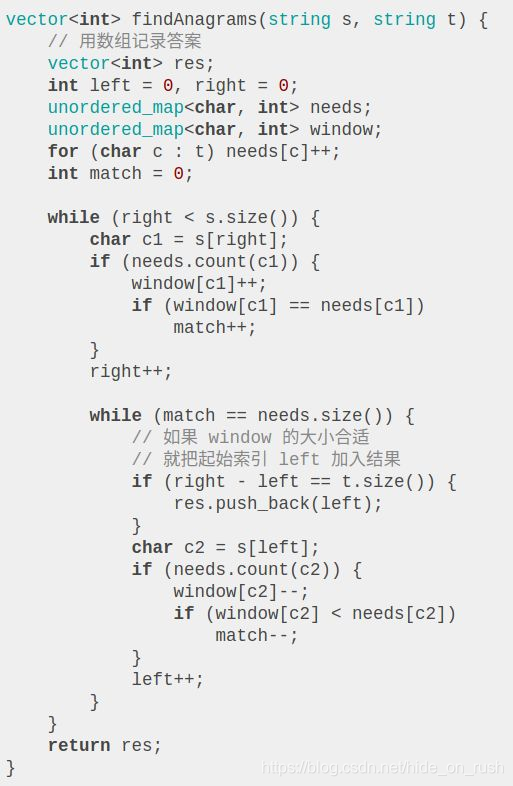 vector<int> findAnagrams(string s, string t) {
    // 用数组记录答案
    vector<int> res;
    int left = 0, right = 0;
    unordered_map<char, int> needs;
    unordered_map<char, int> window;
    for (char c : t) needs[c]++;
    int match = 0;

    while (right < s.size()) {
        char c1 = s[right];
        if (needs.count(c1)) {
            window[c1]++;
            if (window[c1] == needs[c1])
                match++;
        }
        right++;

        while (match == needs.size()) {
            // 如果 window 的大小合适
            // 就把起始索引 left 加入结果
            if (right - left == t.size()) {
                res.push_back(left);
            }
            char c2 = s[left];
            if (needs.count(c2)) {
                window[c2]--;
                if (window[c2] < needs[c2])
                    match--;
            }
            left++;
        }
    }
    return res;
}
https://blog.csdn.net/hide_on_rush